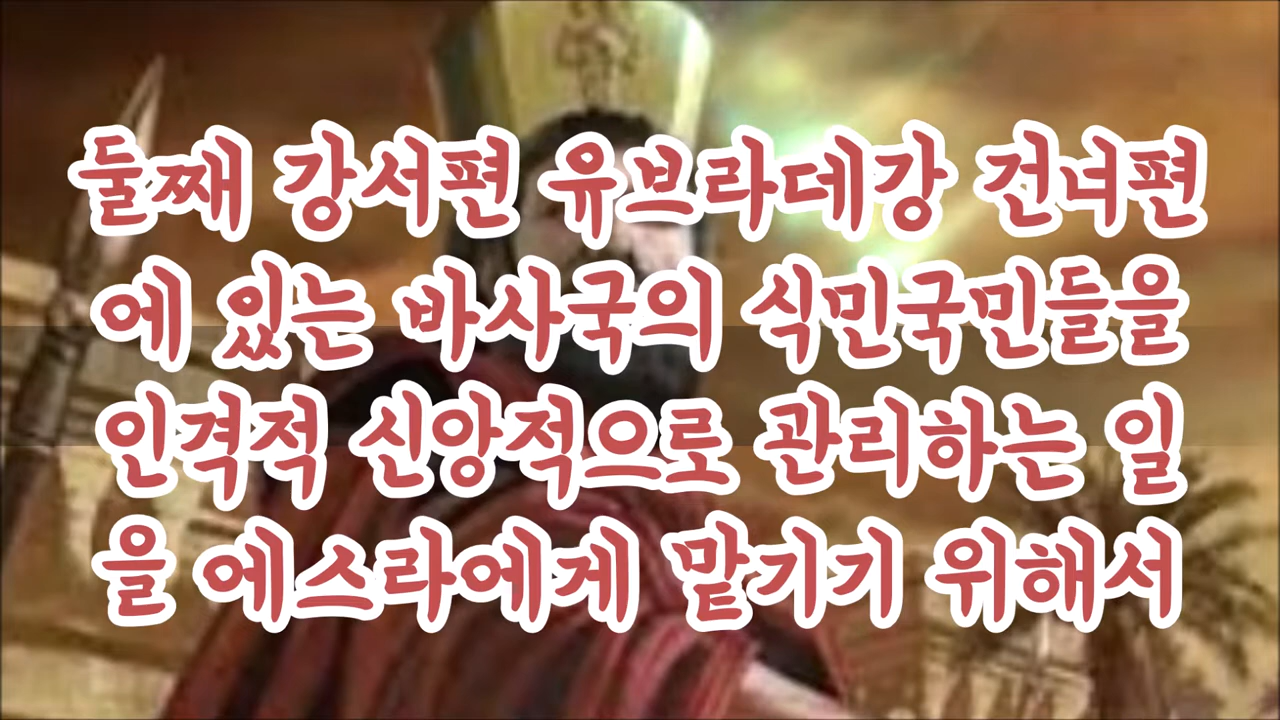 둘째 강서편 유브라데강 건녀편
에 있는 바사국의 식민국민들을
인격적 신앙적으로 관리하는 일
을 에스라에게 맡기기 위해서